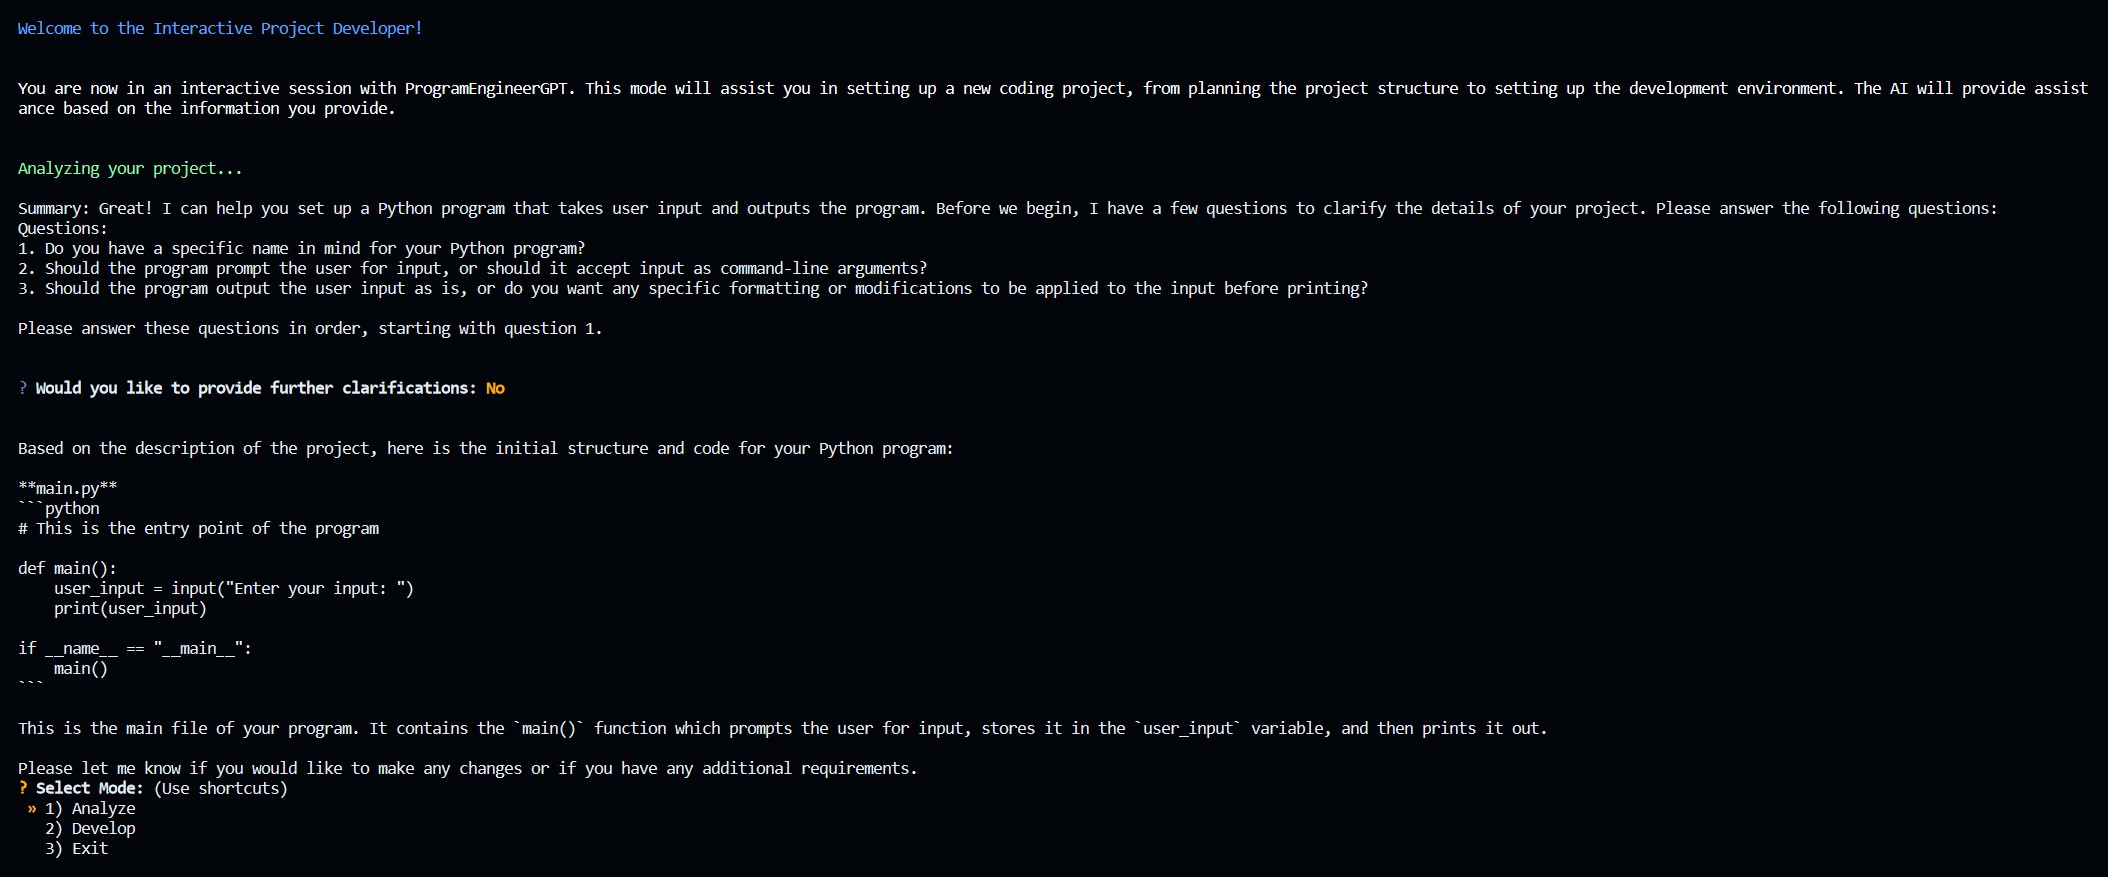 Welcome to the Interactive Project Developer!
You are now in an interactive session with ProgramEngineerGPT. This mode will assist you in setting up a new coding project, from planning the project structure to setting up the development environment. The AI will provide assist
ance based on the information you provide.
Analyzing your project...
Summary: Great! I can help you set up a Python program that takes user input and outputs the program. Before we begin, I have a few questions to clarify the details of your project. Please answer the following questions:
Questions:
1. Do you have a specific name in mind for your Python program?
2. Should the program prompt the user for input, or should it accept input as command-line arguments?
3. Should the program output the user input as is, or do you want any specific formatting or modifications to be applied to the input before printing?
Please answer these questions in order, starting with question 1.
? Would you like to provide further clarifications: No
Based on the description of the project, here is the initial structure and code for your Python program:
**main.py**
```python
# This is the entry point of the program
def main():
    user_input = input("Enter your input: ")
    print(user_input)
if __name__ == "__main__":
    main()
```
This is the main file of your program. It contains the `main()` function which prompts the user for input, stores it in the `user_input` variable, and then prints it out.
Please let me know if you would like to make any changes or if you have any additional requirements.
? Select Mode: (Use shortcuts)
 » 1) Analyze
   2) Develop
   3) Exit